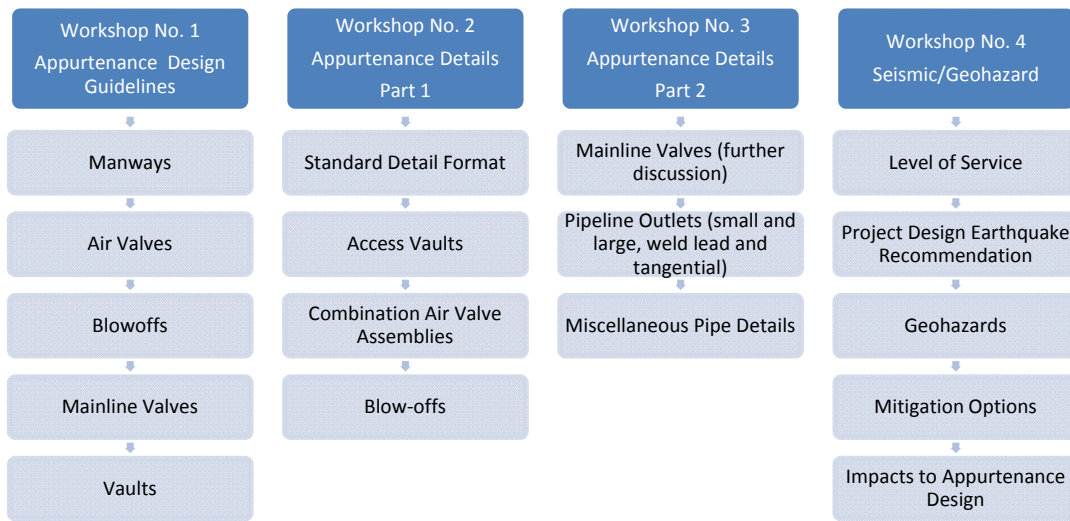 Workshop No. 1
Appurtenance Design
Guidelines
Manways
Air Valves
Blowoffs
Mainline Valves
Vaults
Workshop No. 2
Appurtenance Details
Part 1
Standard Detail Format
Access Vaults
Combination Air Valve
Assemblies
Blow-offs
Workshop No. 3
Appurtenance Details
Part 2
Mainline Valves (further
discussion)
Pipeline Outlets (small and
large, weld lead and
tangential)
Miscellaneous Pipe Details
Workshop No. 4
Seismic/Geohazard
Level of Service
Project Design Earthquake
Recommendation
Geohazards
Mitigation Options
Impacts to Appurtenance
Design